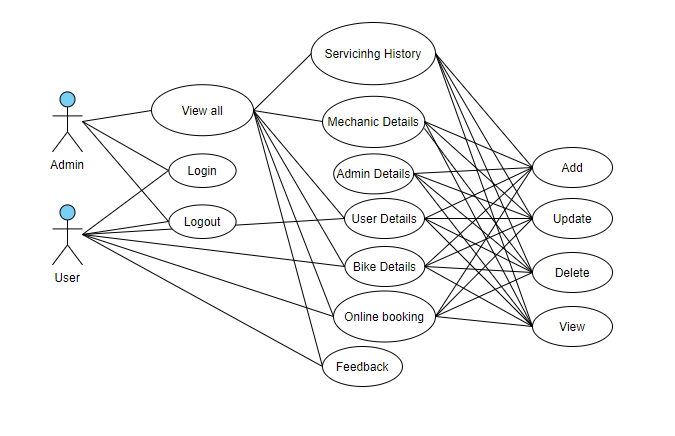 Servicinhg History
View all
Mechanic Details
Admin
Login
Admin Details
Add
Logout
User Details
Update
User
Bike Details
Delete
Online booking
View
Feedback